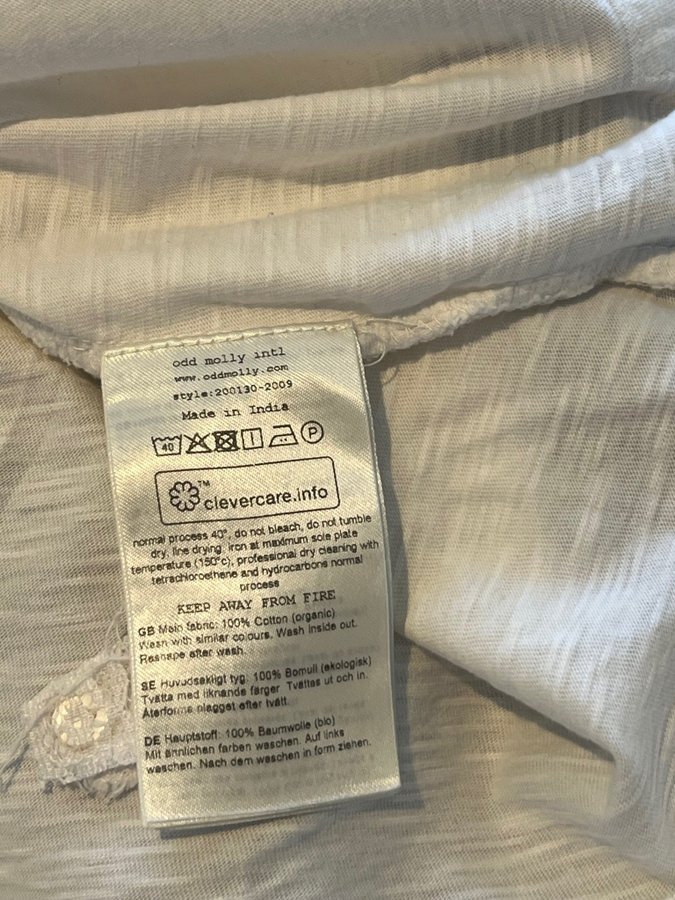 odd molly intl
www.oddmolly.com
style:200130-2009
Made in India
40 P
™ clevercare.info
normal process 40°, do not bleach, do not tumble
dry, line drying, iron at maximum sole plate
temperature (150°c), professional dry cleaning with
tetrachloroethene and hydrocarbons normal
process
KEEP AWAY FROM FIRE
GB Main fabric: 100% Cotton (organic)
Wash with similar colours. Wash inside out.
Reshape after wash.
SE Huvudsakligt tyg: 100% Bomull (ekologisk)
Tvätta med liknande färger Tvättas ut och in.
Återforma plagget efter tvätt.
DE Hauptstoff: 100% Baumwolle (bio)
Mit ännlichen farben waschen. Auf links
waschen. Nach dem waschen in form ziehen.